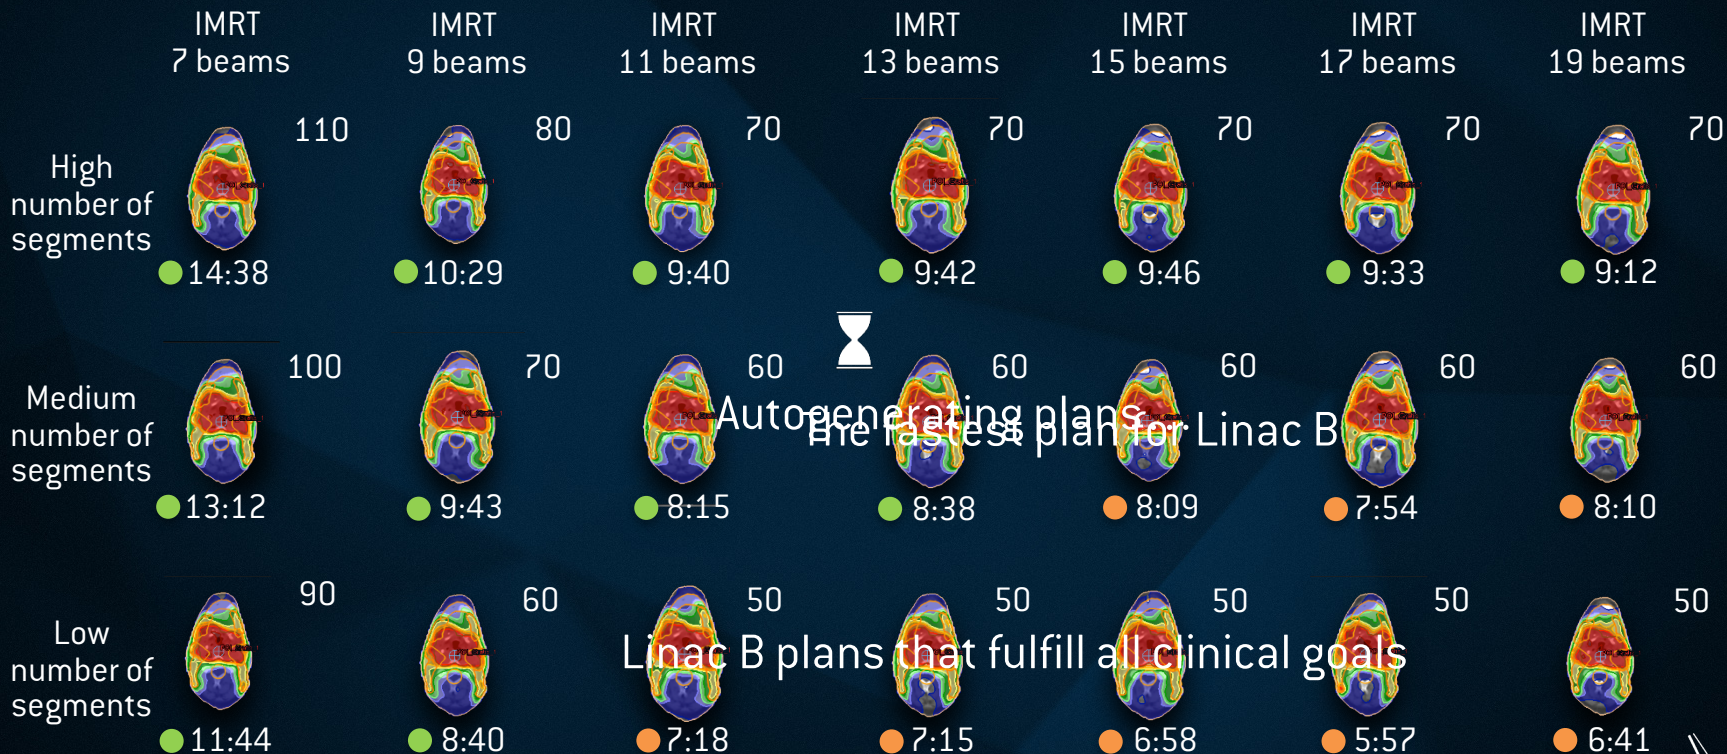 IMRT
7 beams
IMRT
9 beams
IMRT
11 beams
IMRT
13 beams
IMRT
15 beams
IMRT
17 beams
IMRT
19 beams
High
number of
segments
110
80
70
70
70
70
70
14:38
10:29
9:40
9:42
9:46
9:33
9:12
Medium
number of
segments
100
70
60
60
60
60
60
Autogenerating plans...
The fastest plan for Linac B
13:12
9:43
8:15
8:38
8:09
7:54
8:10
Low
number of
segments
90
60
50
50
50
50
50
Linac B plans that fulfill all clinical goals
11:44
8:40
7:18
7:15
6:58
5:57
6:41